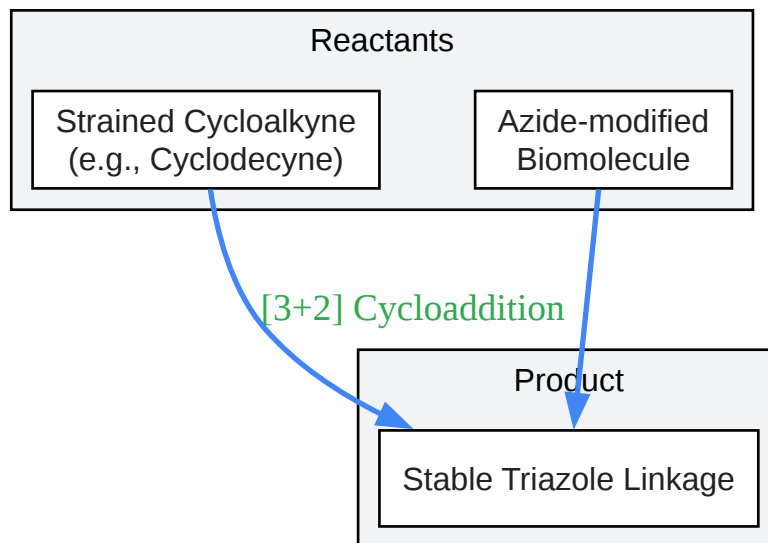 Reactants
Strained Cycloalkyne
(e.g., Cyclodecyne)
Azide-modified
Biomolecule
[3+2] Cycloaddition
Product
Stable Triazole Linkage